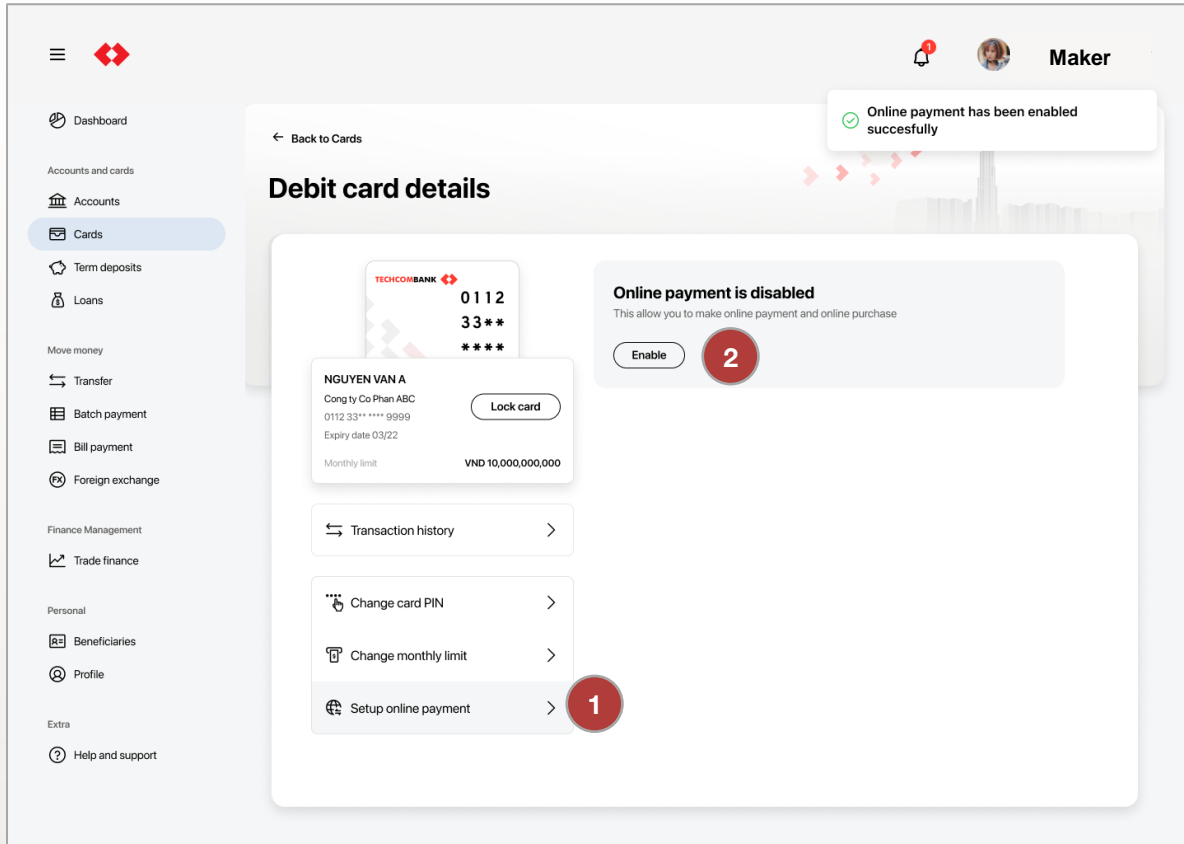 1
Maker
Online payment has been enabled
succesfully
Dashboard
Accounts and cards
Accounts
Cards
Term deposits
Loans
Move money
Transfer
Batch payment
Bill payment
FX Foreign exchange
Finance Management
Trade finance
Personal
Beneficiaries
Profile
Extra
? Help and support
← Back to Cards
Debit card details
TECHCOMBANK
0112
33**
****
NGUYEN VAN A
Cong ty Co Phan ABC
0112 33** **** 9999
Expiry date 03/22
Lock card
Monthly limit VND 10,000,000,000
Transaction history
Change card PIN
Change monthly limit
Setup online payment
1
Online payment is disabled
This allow you to make online payment and online purchase
Enable
2